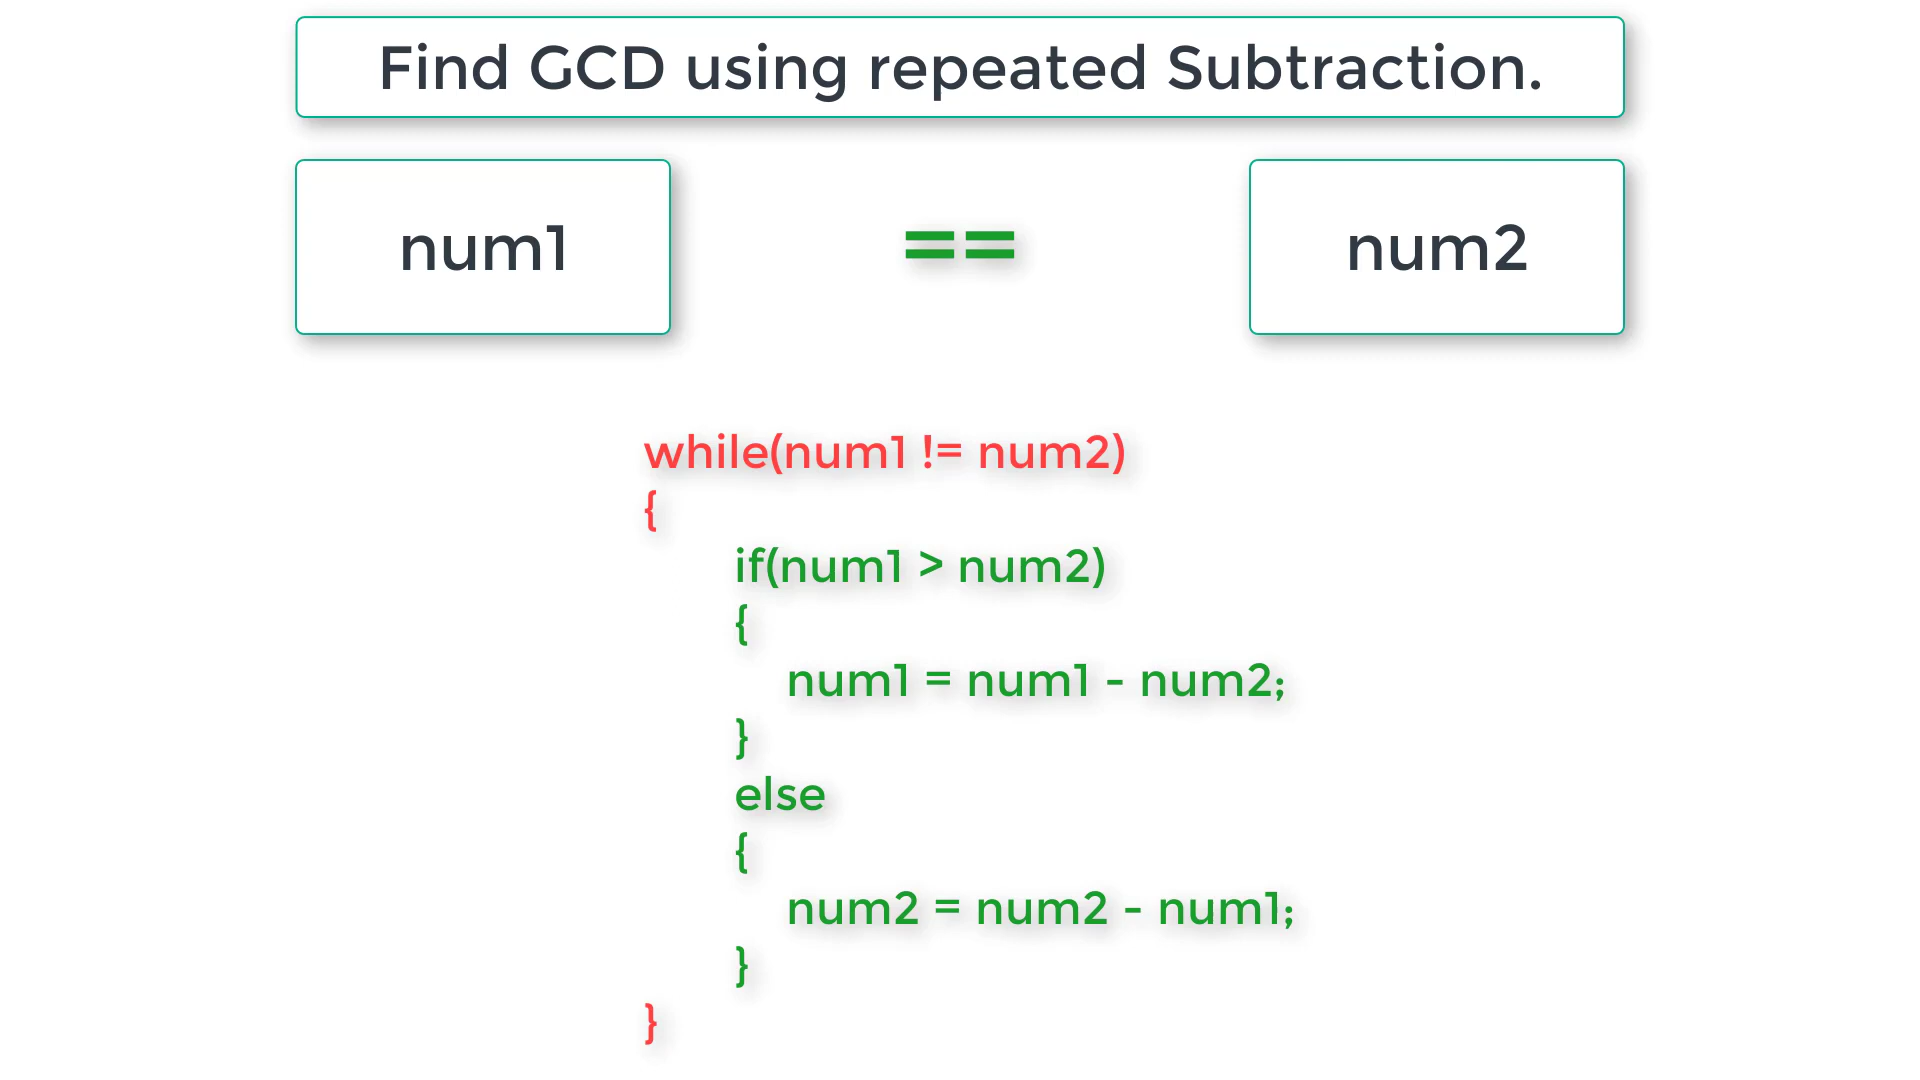 Find GCD using repeated Subtraction.
num1 == num2
while(num1 != num2)
{
if(num1 > num2)
{
num1 = num1 - num2;
}
else
{
num2 = num2 - num1;
}
}